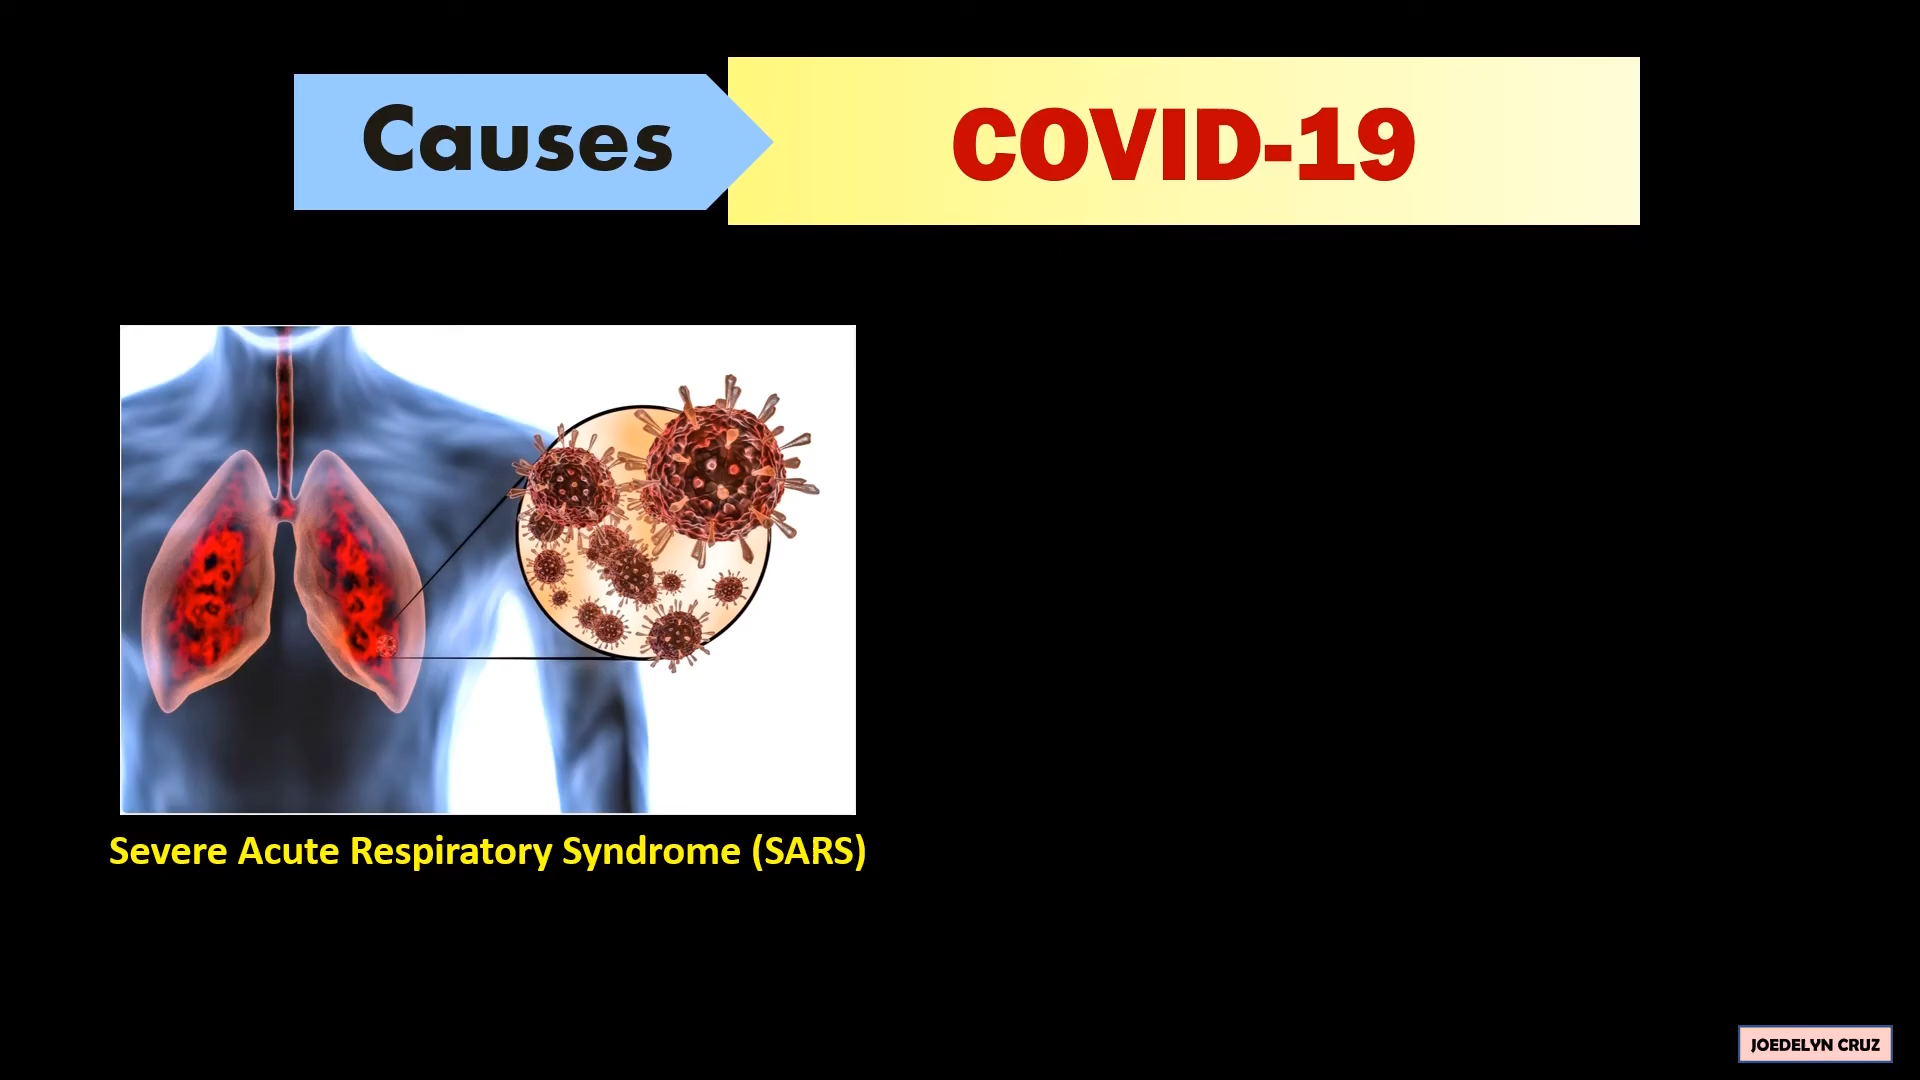 Causes
COVID-19
Severe Acute Respiratory Syndrome (SARS)
JOEDELYN CRUZ